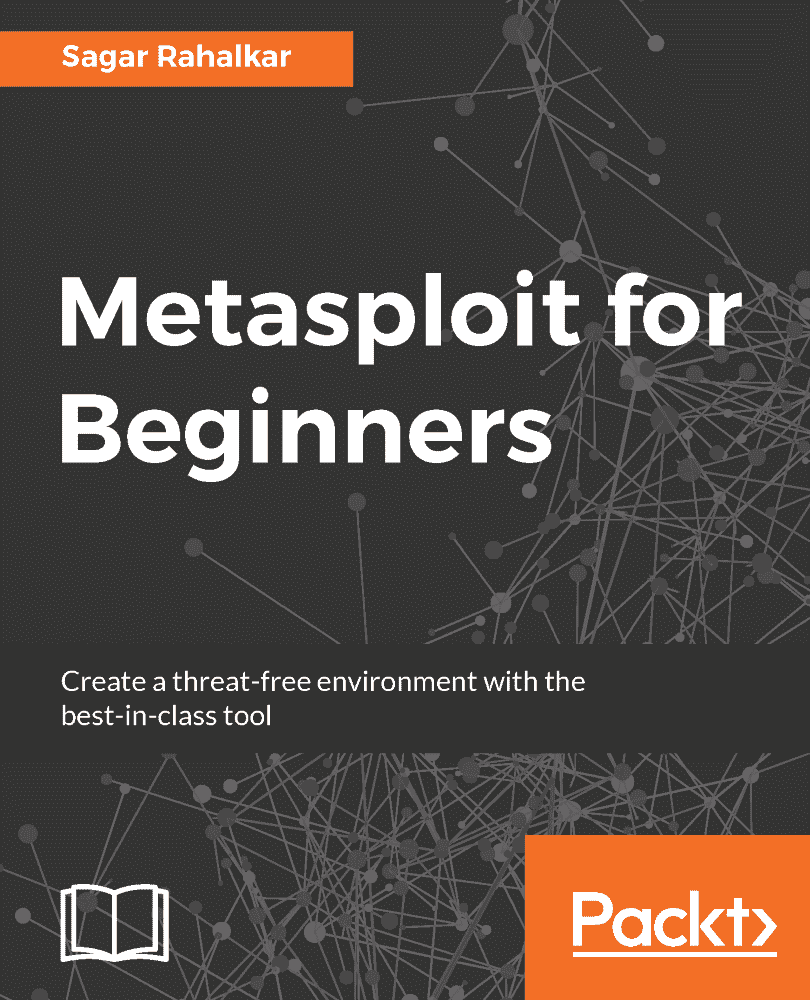 Sagar Rahalkar
Metasploit for
Beginners
Create a threat-free environment with the
best-in-class tool
Packt>